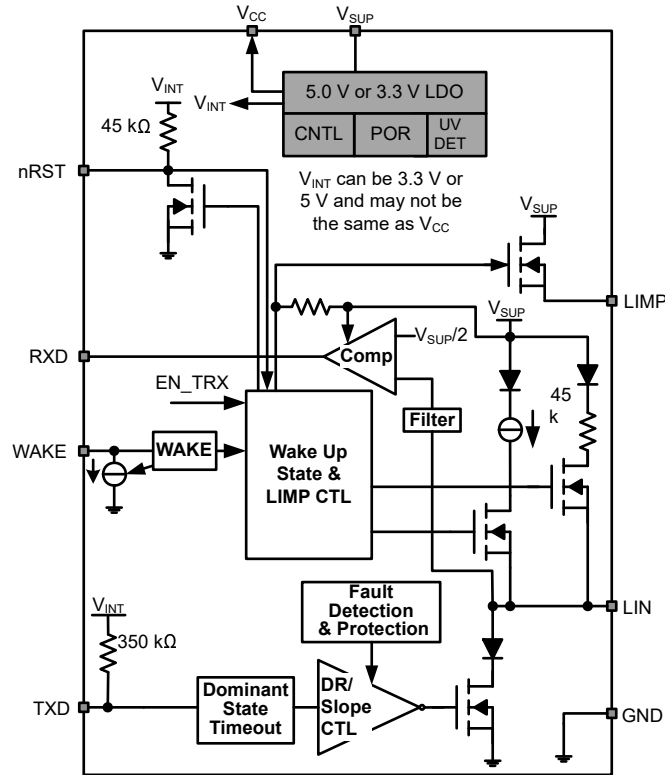 VCC
VSUP
VINT
5.0 V or 3.3 V LDO
VINT
45 kΩ
CNTL
POR
UV
DET
nRST
VINT can be 3.3 V or
5 V and may not be
the same as VCC
VSUP
LIMP
VSUP
RXD
Comp
VSUP/2
EN_TRX
45
k
Filter
WAKE
WAKE
Wake Up
State &
LIMP CTL
VINT
Fault
Detection
& Protection
LIN
350 kΩ
TXD
Dominant
State
Timeout
DR/
Slope
CTL
GND